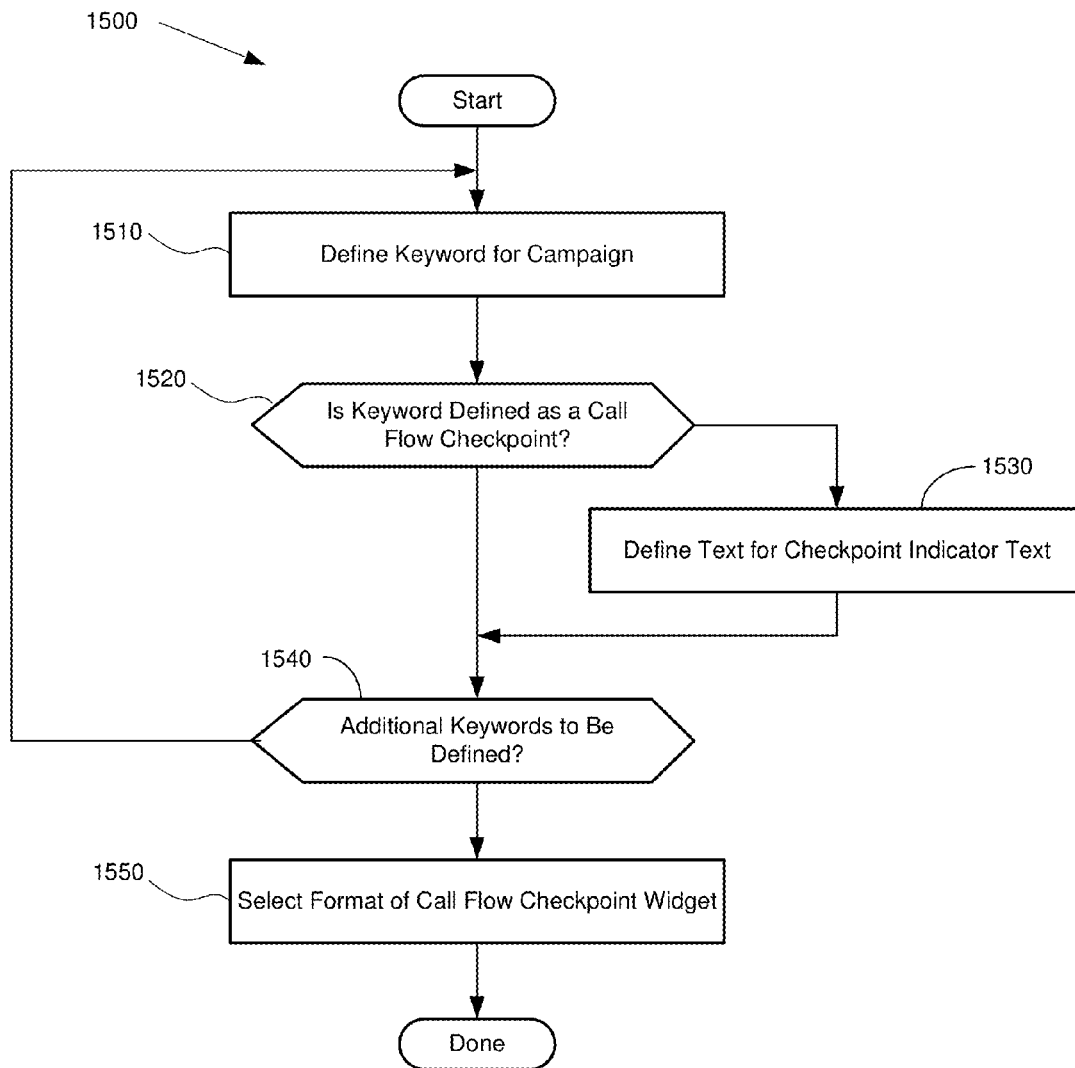 1500
Start
1510
Define Keyword for Campaign
1520
Is Keyword Defined as a Call
Flow Checkpoint?
1530
Define Text for Checkpoint Indicator Text
1540
Additional Keywords to Be
Defined?
1550
Select Format of Call Flow Checkpoint Widget
Done